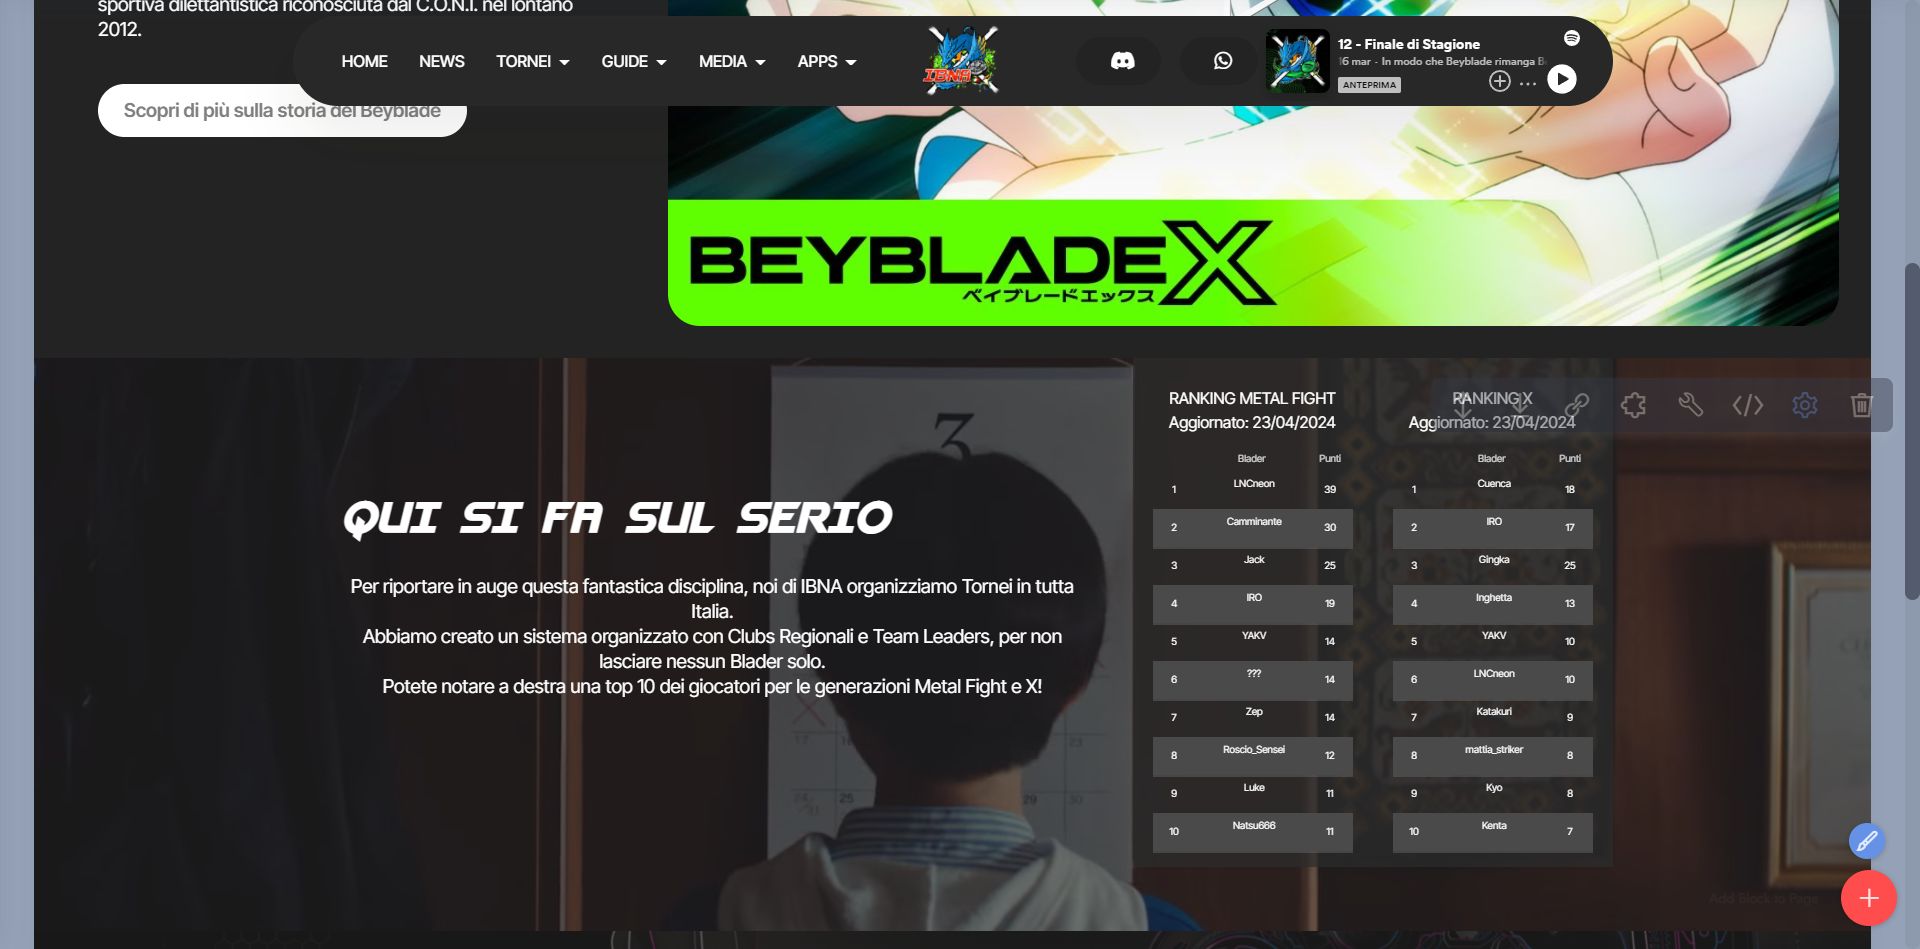 sportiva dilettantistica riconosciuta dal C.O.N.I. nel lontano
2012.
HOME NEWS TORNEI GUIDE MEDIA APPS
IBNA
12 - Finale di Stagione
16 mar - In modo che Beyblade rimanga
ANTEPRIMA
Scopri di più sulla storia del Beyblade
BEYBLADE X
ベイブレードエックス
QUI SI FA SUL SERIO
Per riportare in auge questa fantastica disciplina, noi di IBNA organizziamo Tornei in tutta
Italia.
Abbiamo creato un sistema organizzato con Clubs Regionali e Team Leaders, per non
lasciare nessun Blader solo.
Potete notare a destra una top 10 dei giocatori per le generazioni Metal Fight e X!
3
17
23
25
29 30
RANKING METAL FIGHT
Aggiornato: 23/04/2024
Blader Punti
1 LNCneon 39
2 Camminante 30
3 Jack 25
4 IRO 19
5 YAKV 14
6 ??? 14
7 Zep 14
8 Roscio_Sensei 12
9 Luke 11
10 Natsu666 11
RANKING X
Aggiornato: 23/04/2024
Blader Punti
1 Cuenca 18
2 IRO 17
3 Gingka 25
4 Inghetta 13
5 YAKV 10
6 LNCneon 10
7 Katakuri 9
8 mattia_striker 8
9 Kyo 8
10 Kenta 7
Add Block to Page